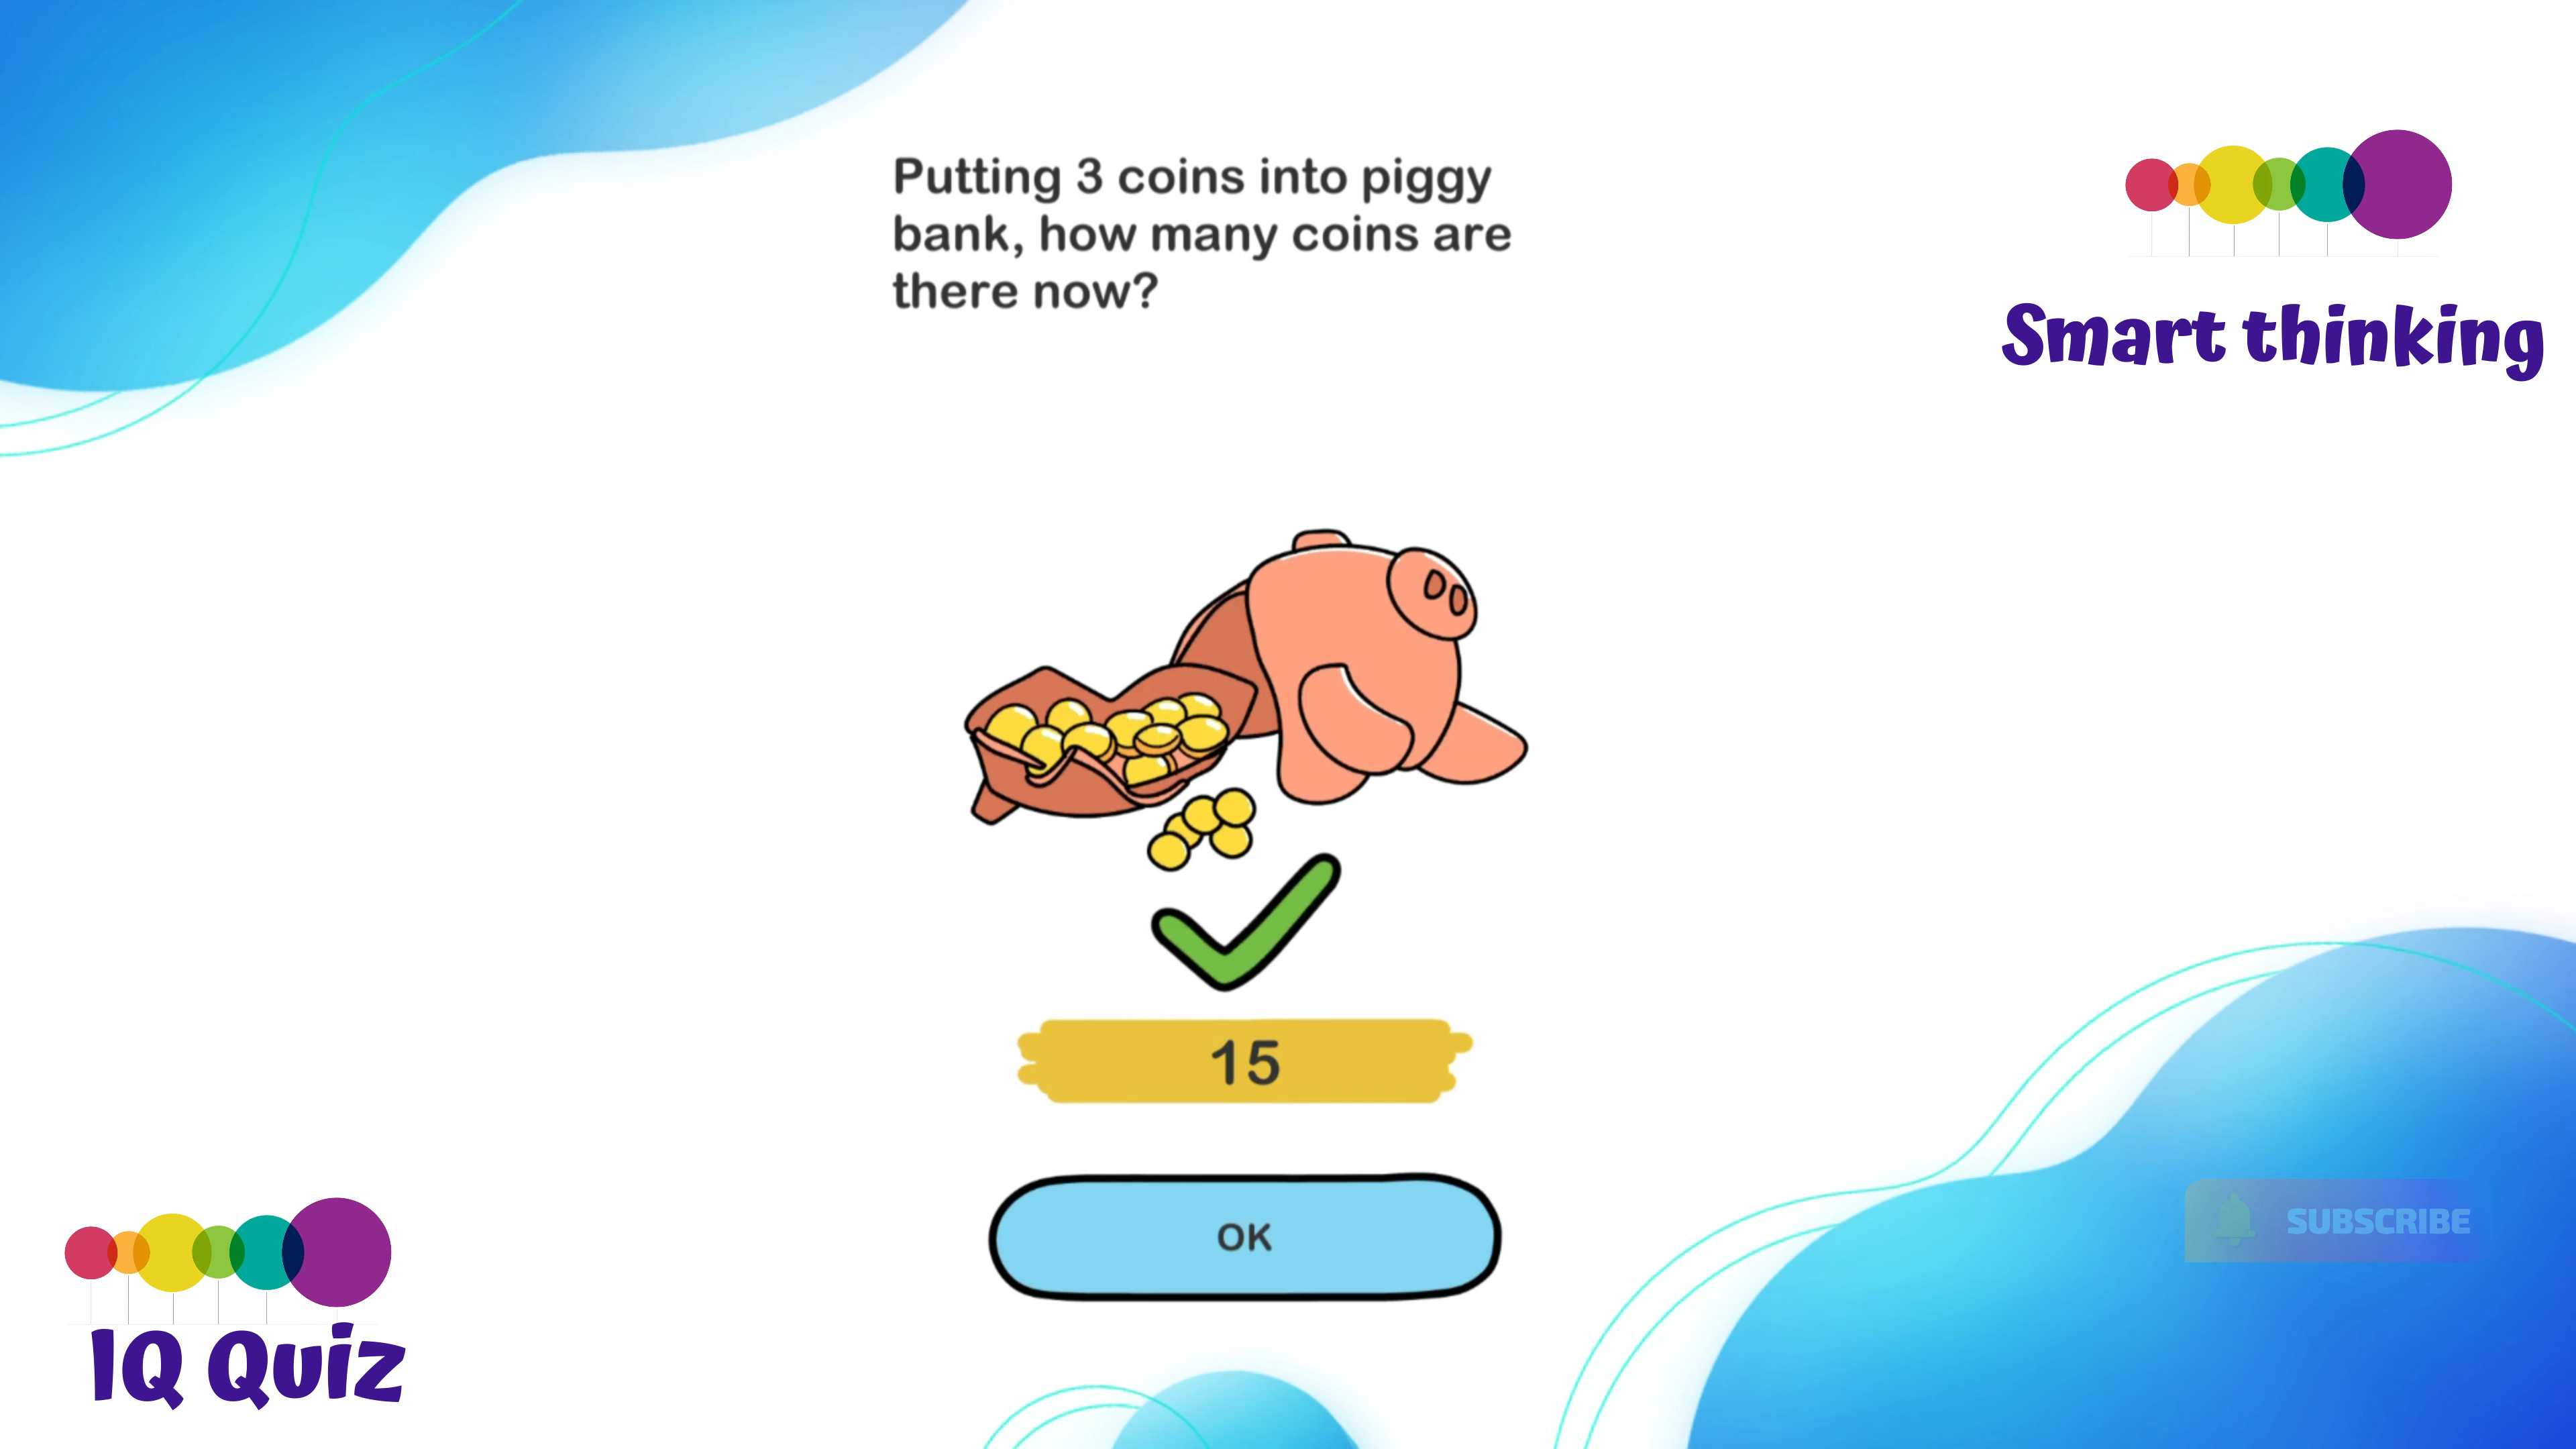 Putting 3 coins into piggy
bank, how many coins are
there now?
Smart thinking
15
OK
SUBSCRIBE
IQ Quiz